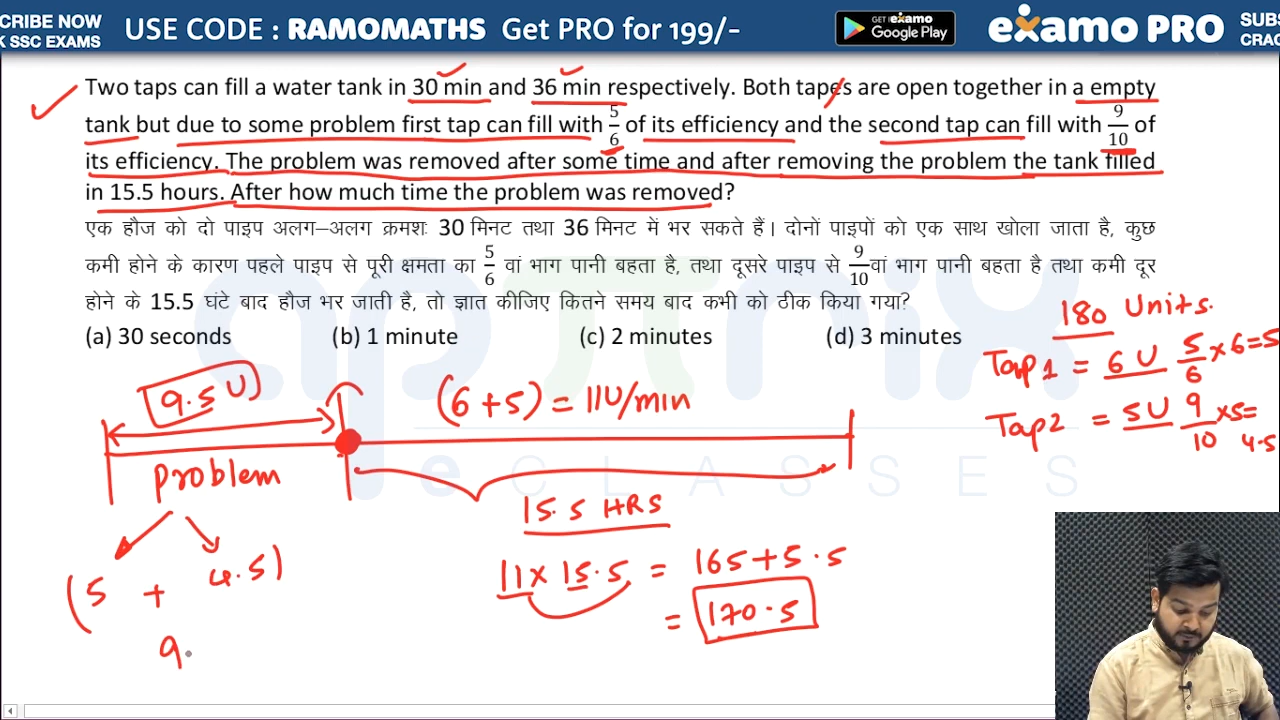 CRIBE NOW
K SSC EXAMS
USE CODE : RAMOMATHS Get PRO for 199/-
GET IT ON examo
Google Play
examo PRO
SUBS
CRAC
Two taps can fill a water tank in 30 min and 36 min respectively. Both tapes are open together in a empty
tank but due to some problem first tap can fill with 5/6 of its efficiency and the second tap can fill with 9/10 of
its efficiency. The problem was removed after some time and after removing the problem the tank filled
in 15.5 hours. After how much time the problem was removed?
एक हौज को दो पाइप अलग–अलग क्रमशः 30 मिनट तथा 36 मिनट में भर सकते हैं। दोनों पाइपों को एक साथ खोला जाता है, कुछ
कमी होने के कारण पहले पाइप से पूरी क्षमता का 5/6 वां भाग पानी बहता है, तथा दूसरे पाइप से 9/10 वां भाग पानी बहता है तथा कमी दूर
होने के 15.5 घंटे बाद हौज भर जाती है, तो ज्ञात कीजिए कितने समय बाद कभी को ठीक किया गया?
(a) 30 seconds (b) 1 minute (c) 2 minutes (d) 3 minutes
180 Units.
Tap1 = 6 U 5/6 × 6 = 5
Tap2 = 5U 9/10 × 5 = 4.5
9.5 U
(6 + 5) = 11U/min
Problem
15.5 HRS
(5 + 4.5)
11 × 15.5 = 165 + 5.5
= 170.5
9.
e CLASSES